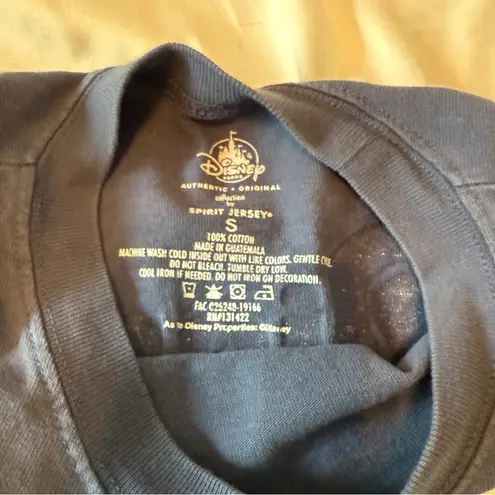 Disney
PARKS
AUTHENTIC • ORIGINAL
collection
by
SPIRIT JERSEY®
S
100% COTTON
MADE IN GUATEMALA
MACHINE WASH COLD INSIDE OUT WITH LIKE COLORS. GENTLE
DO NOT BLEACH. TUMBLE DRY LOW.
COOL IRON IF NEEDED. DO NOT IRON ON DECORATION.
FAC-C25248-19166
RN#131422
As to Disney Properties: ©Disney